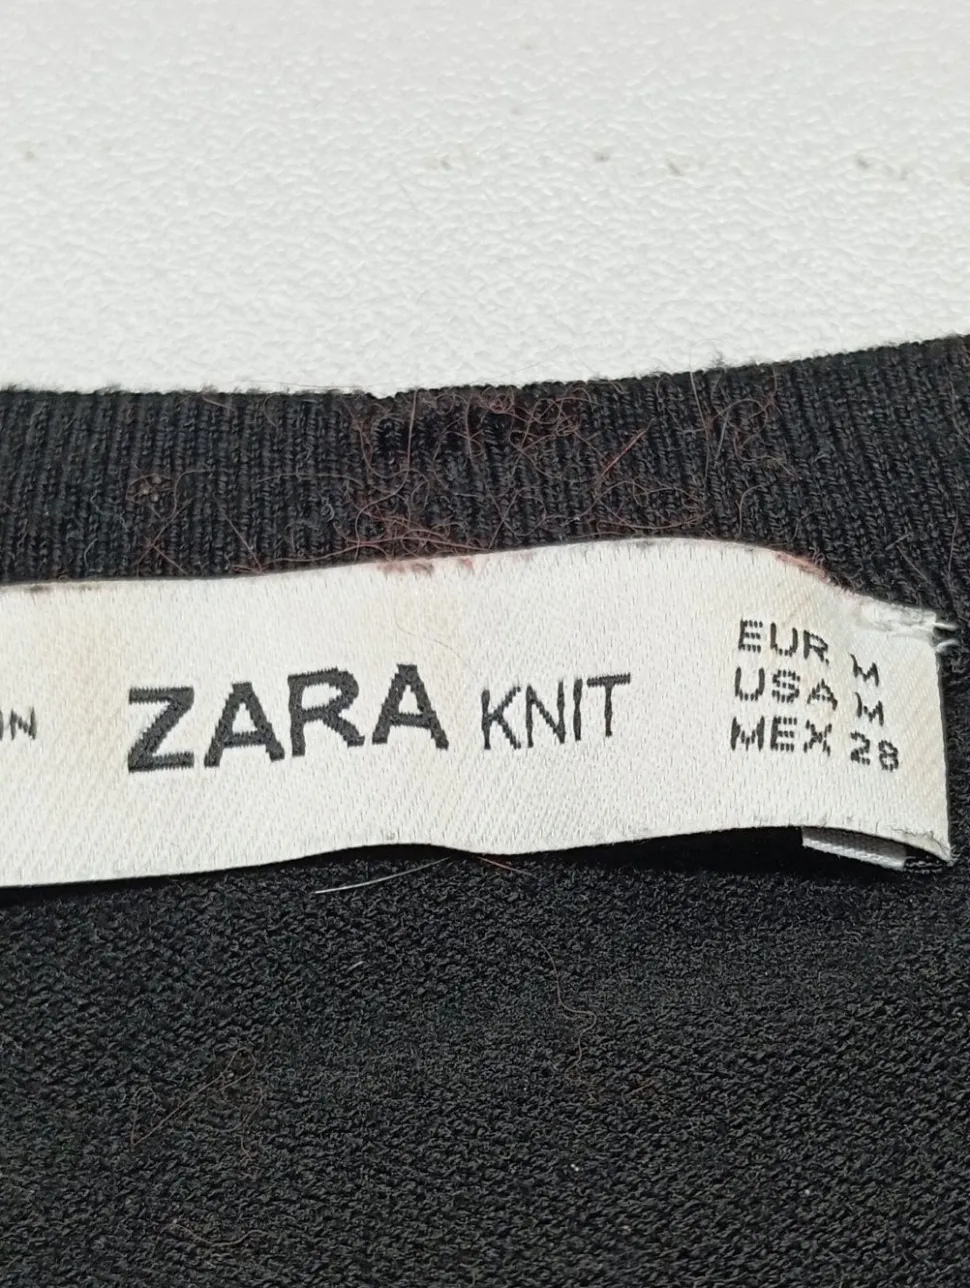 ZARA KNIT
EUR M
USA M
MEX 28